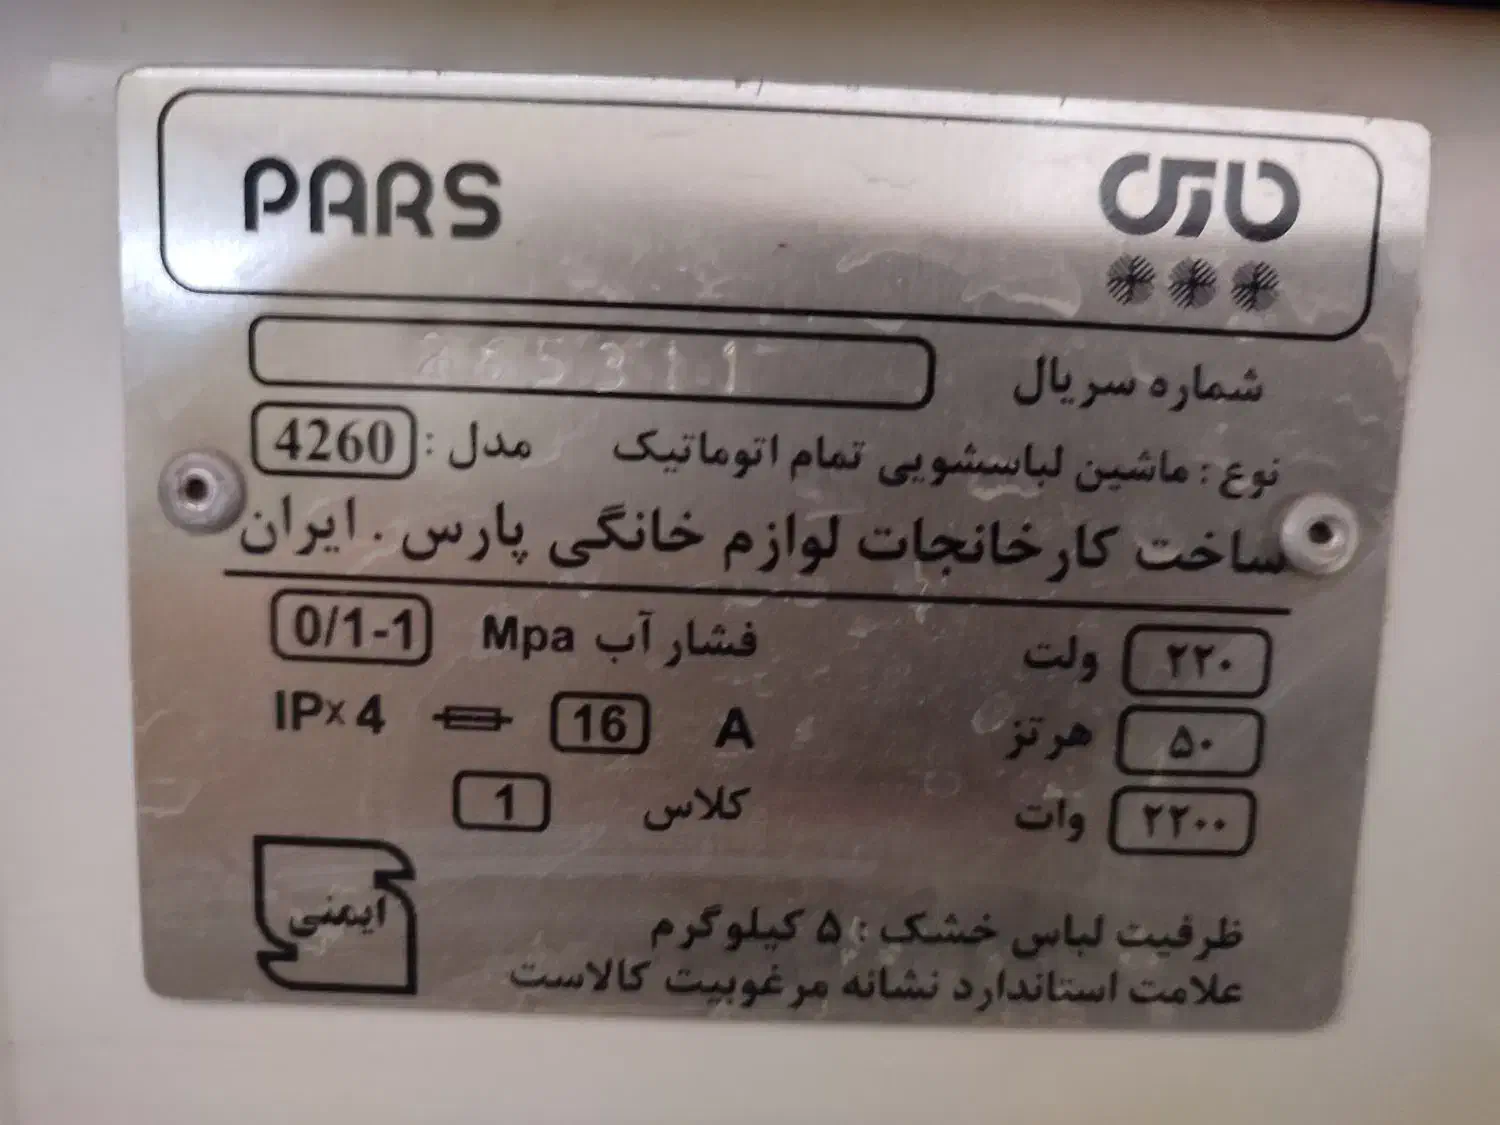 PARS پارس
شماره سریال
نوع : ماشین لباسشویی تمام اتوماتیک مدل : 4260
ساخت کارخانجات لوازم خانگی پارس . ایران
۲۲۰ ولت فشار آب Mpa 0/1-1
۵۰ هرتز A 16 IPx4
۲۲۰۰ وات کلاس 1
ظرفیت لباس خشک : ۵ کیلوگرم
علامت استاندارد نشانه مرغوبیت کالاست
ایمنی